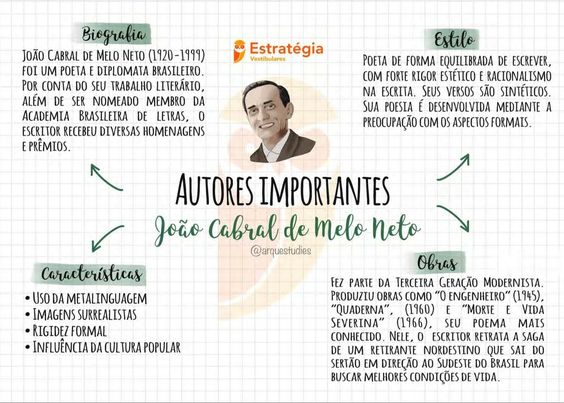 Biografia
João Cabral de Melo Neto (1920-1999)
foi um poeta e diplomata brasileiro.
Por conta do seu trabalho literário,
além de ser nomeado membro da
Academia Brasileira de Letras, o
escritor recebeu diversas homenagens
e prêmios.
Estratégia
Vestibulares
Estilo
Poeta de forma equilibrada de escrever,
com forte rigor estético e racionalismo
na escrita. Seus versos são sintéticos.
Sua poesia é desenvolvida mediante a
preocupação com os aspectos formais.
Autores importantes
João Cabral de Melo Neto
@arquestudies
Características
• Uso da metalinguagem
• Imagens surrealistas
• Rigidez formal
• Influência da cultura popular
Obras
Fez parte da Terceira Geração Modernista.
Produziu obras como "O engenheiro" (1945),
"Quaderna", (1960) e "Morte e Vida
Severina" (1966), seu poema mais
conhecido. Nele, o escritor retrata a saga
de um retirante nordestino que sai do
sertão em direção ao Sudeste do Brasil para
buscar melhores condições de vida.